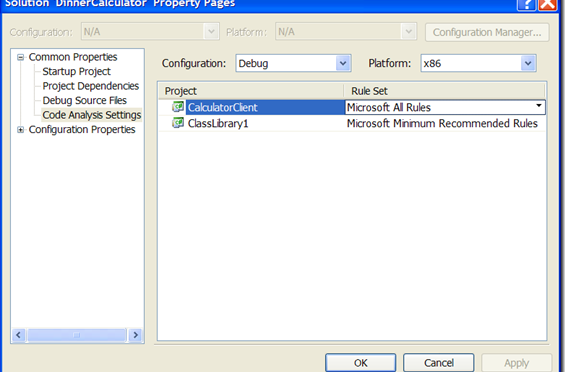 Solution 'DinnerCalculator' Property Pages
Configuration: N/A Platform: N/A Configuration Manager...
Common Properties
Startup Project
Project Dependencies
Debug Source Files
Code Analysis Settings
Configuration Properties
Configuration: Debug Platform: x86
Project Rule Set
CalculatorClient Microsoft All Rules
ClassLibrary1 Microsoft Minimum Recommended Rules
OK Cancel Apply